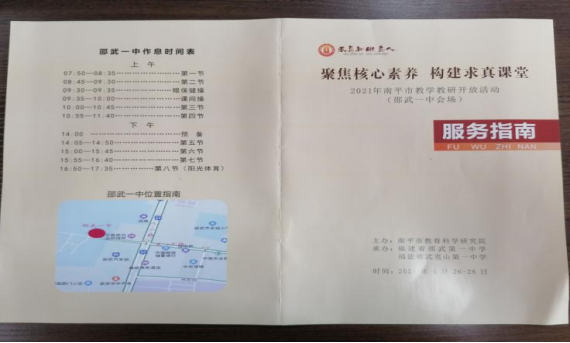 邵武一中作息时间表
上 午
07:50—08:35 第一节
08:45—09:30 第二节
09:30—09:35 眼保健操
09:35—10:00 课间操
10:00—10:45 第三节
10:55—11:40 第四节
下 午
14:00 预 备
14:05—14:50 第五节
15:00—15:45 第六节
15:55—16:40 第七节
16:50—17:35 第八节（阳光体育）
邵武一中位置指南
聚焦核心素养 构建求真课堂
2021年南平市教学教研开放活动
（邵武一中会场）
服务指南
FU WU ZHI NAN
主办：南平市教育科学研究院
承办：福建省邵武第一中学
福建省武夷山第一中学